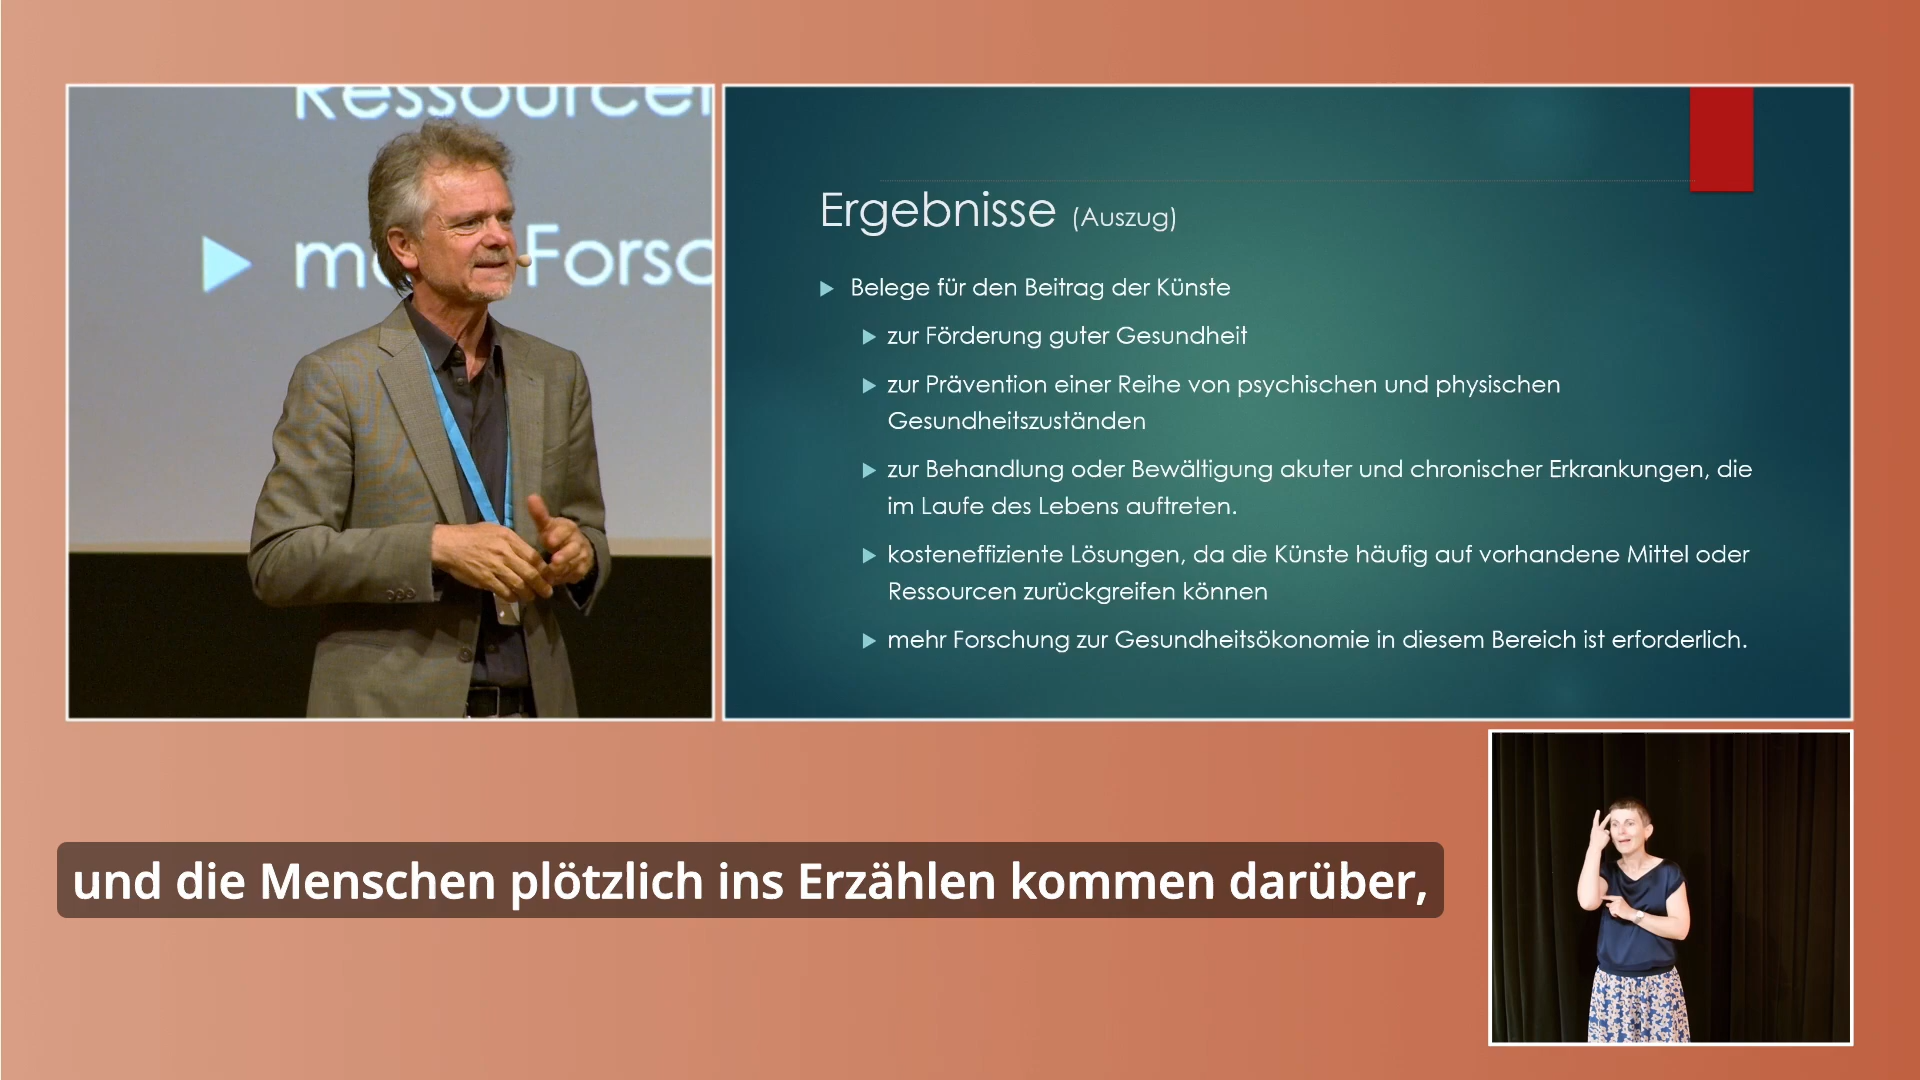 Ressourcen
Forsc
Ergebnisse (Auszug)
Belege für den Beitrag der Künste
zur Förderung guter Gesundheit
zur Prävention einer Reihe von psychischen und physischen
Gesundheitszuständen
zur Behandlung oder Bewältigung akuter und chronischer Erkrankungen, die
im Laufe des Lebens auftreten.
kosteneffiziente Lösungen, da die Künste häufig auf vorhandene Mittel oder
Ressourcen zurückgreifen können
mehr Forschung zur Gesundheitsökonomie in diesem Bereich ist erforderlich.
und die Menschen plötzlich ins Erzählen kommen darüber,